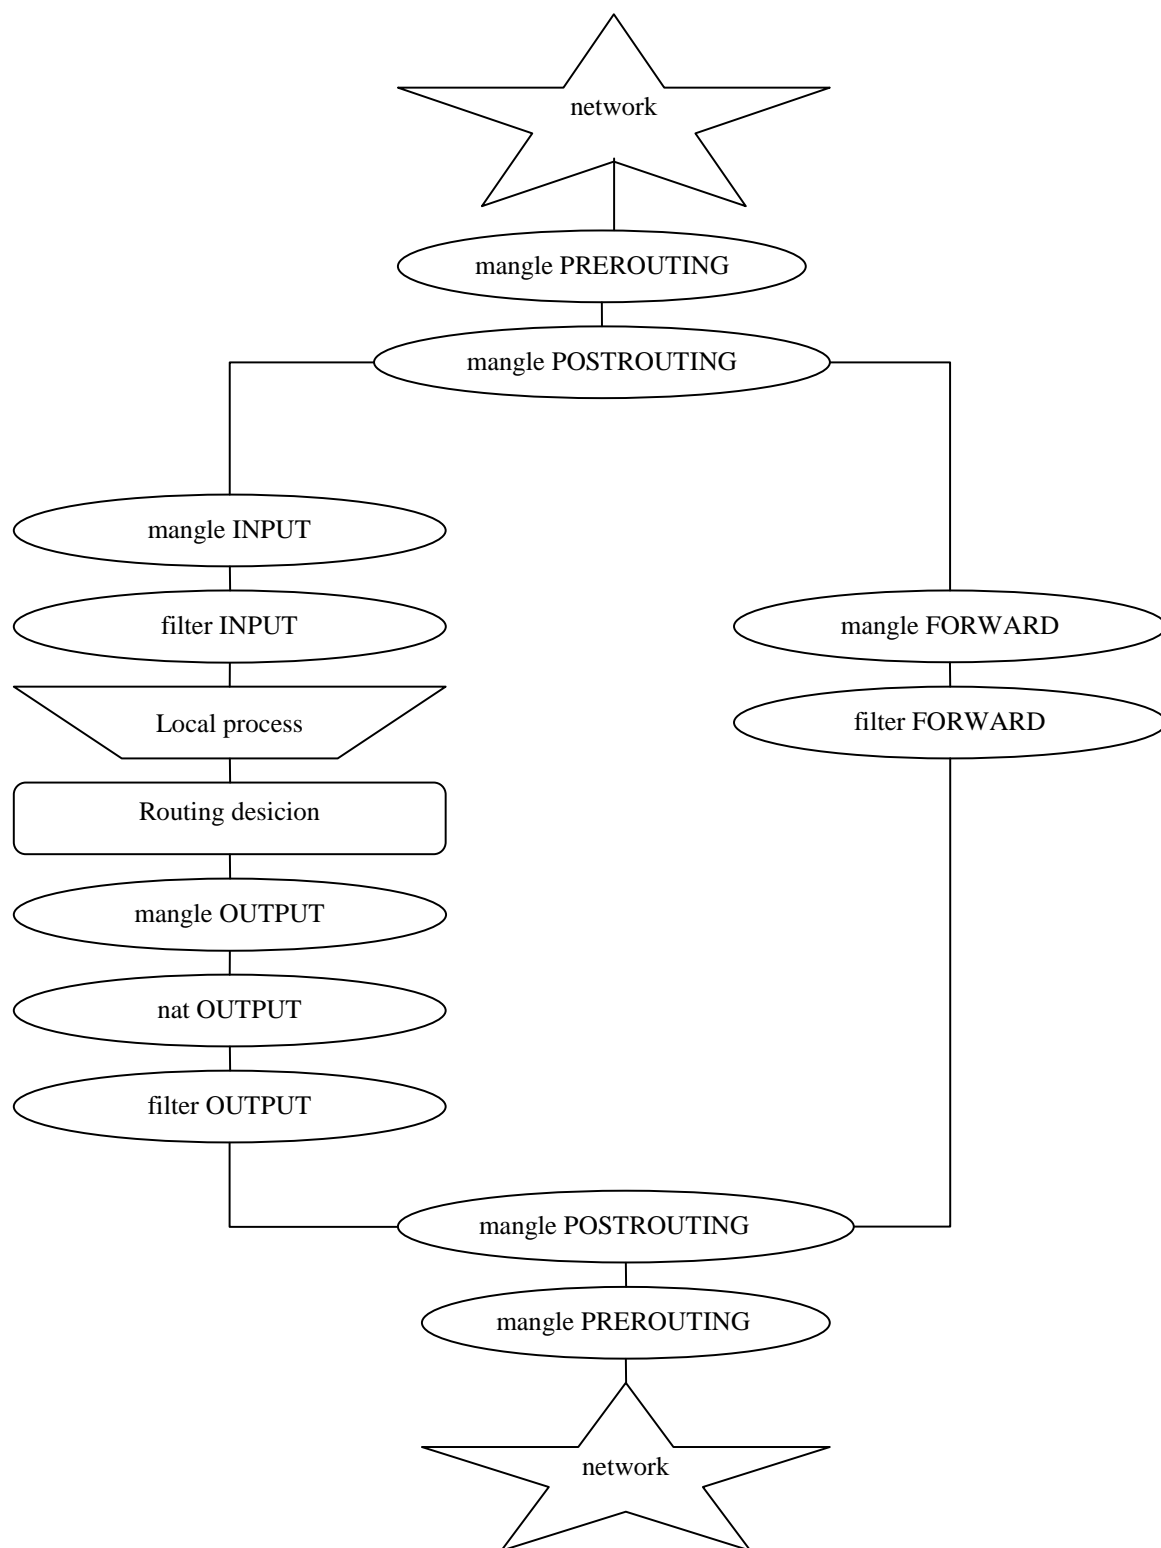 network
mangle PREROUTING
mangle POSTROUTING
mangle INPUT
filter INPUT
mangle FORWARD
Local process
filter FORWARD
Routing desicion
mangle OUTPUT
nat OUTPUT
filter OUTPUT
mangle POSTROUTING
mangle PREROUTING
network